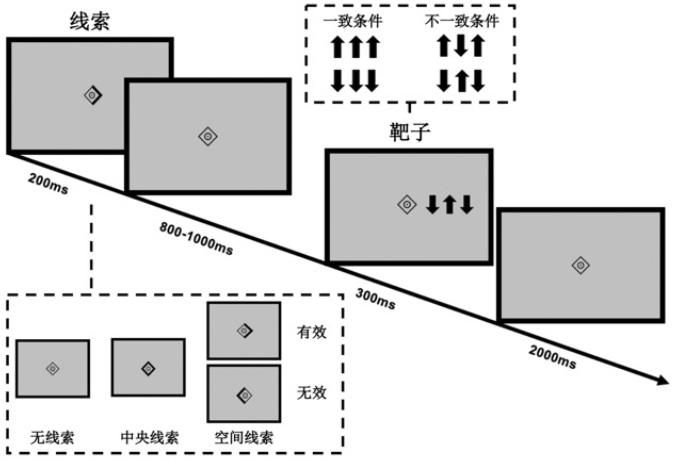 线索
一致条件
不一致条件
靶子
200ms
800-1000ms
300ms
2000ms
有效
无效
无线索
中央线索
空间线索